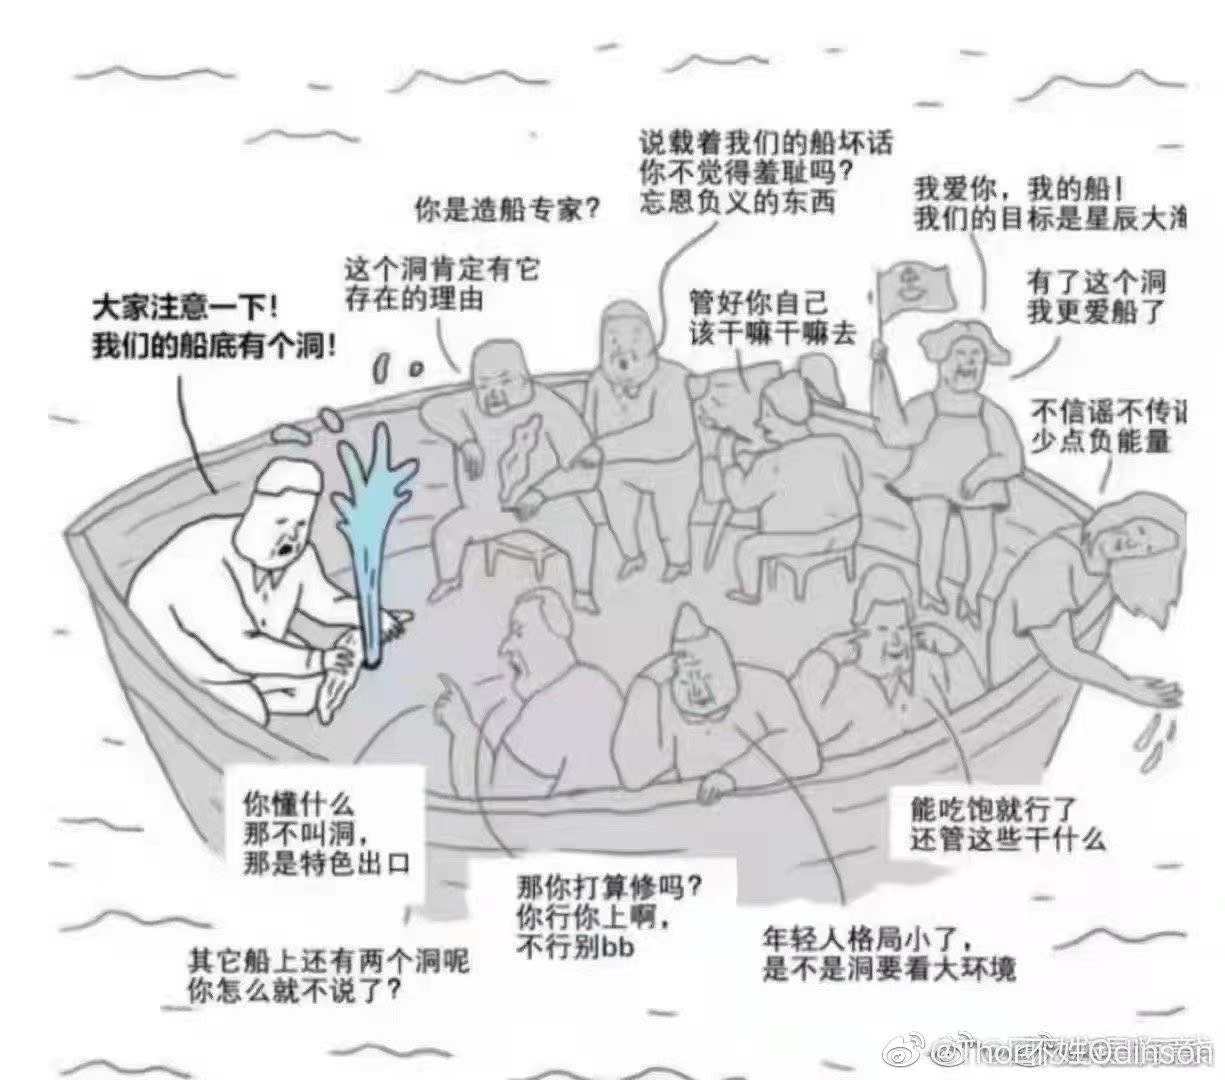 说载着我们的船坏话
你不觉得羞耻吗？
忘恩负义的东西
我爱你，我的船！
我们的目标是星辰大海
你是造船专家？
这个洞肯定有它
存在的理由
大家注意一下！
我们的船底有个洞！
管好你自己
该干嘛干嘛去
有了这个洞
我更爱船了
不信谣不传
少点负能量
你懂什么
那不叫洞，
那是特色出口
能吃饱就行了
还管这些干什么
那你打算修吗？
你行你上啊，
不行别bb
年轻人格局小了，
是不是洞要看大环境
其它船上还有两个洞呢
你怎么就不说了？